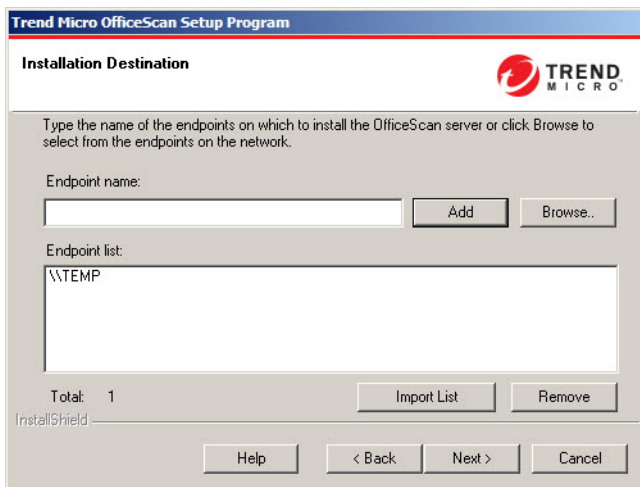 Trend Micro OfficeScan Setup Program
Installation Destination
TREND
MICRO
Type the name of the endpoints on which to install the OfficeScan server or click Browse to
select from the endpoints on the network.
Endpoint name:
Add
Browse..
Endpoint list:
\\TEMP
Total: 1
Import List
Remove
InstallShield
Help
< Back
Next >
Cancel